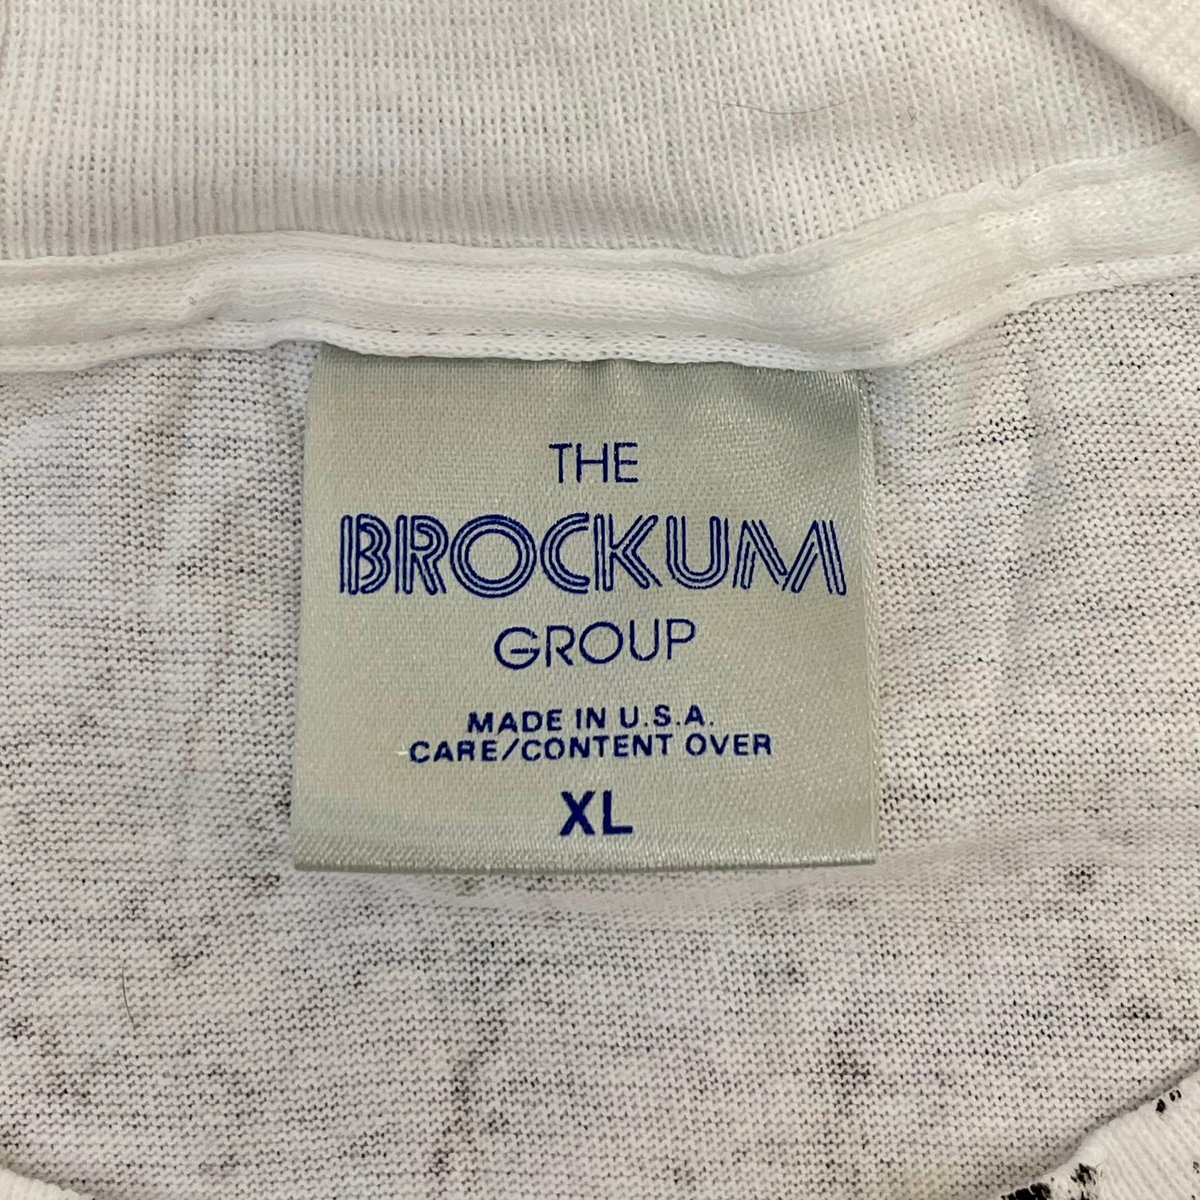 THE
BROCKUM
GROUP
MADE IN U.S.A.
CARE/CONTENT OVER
XL